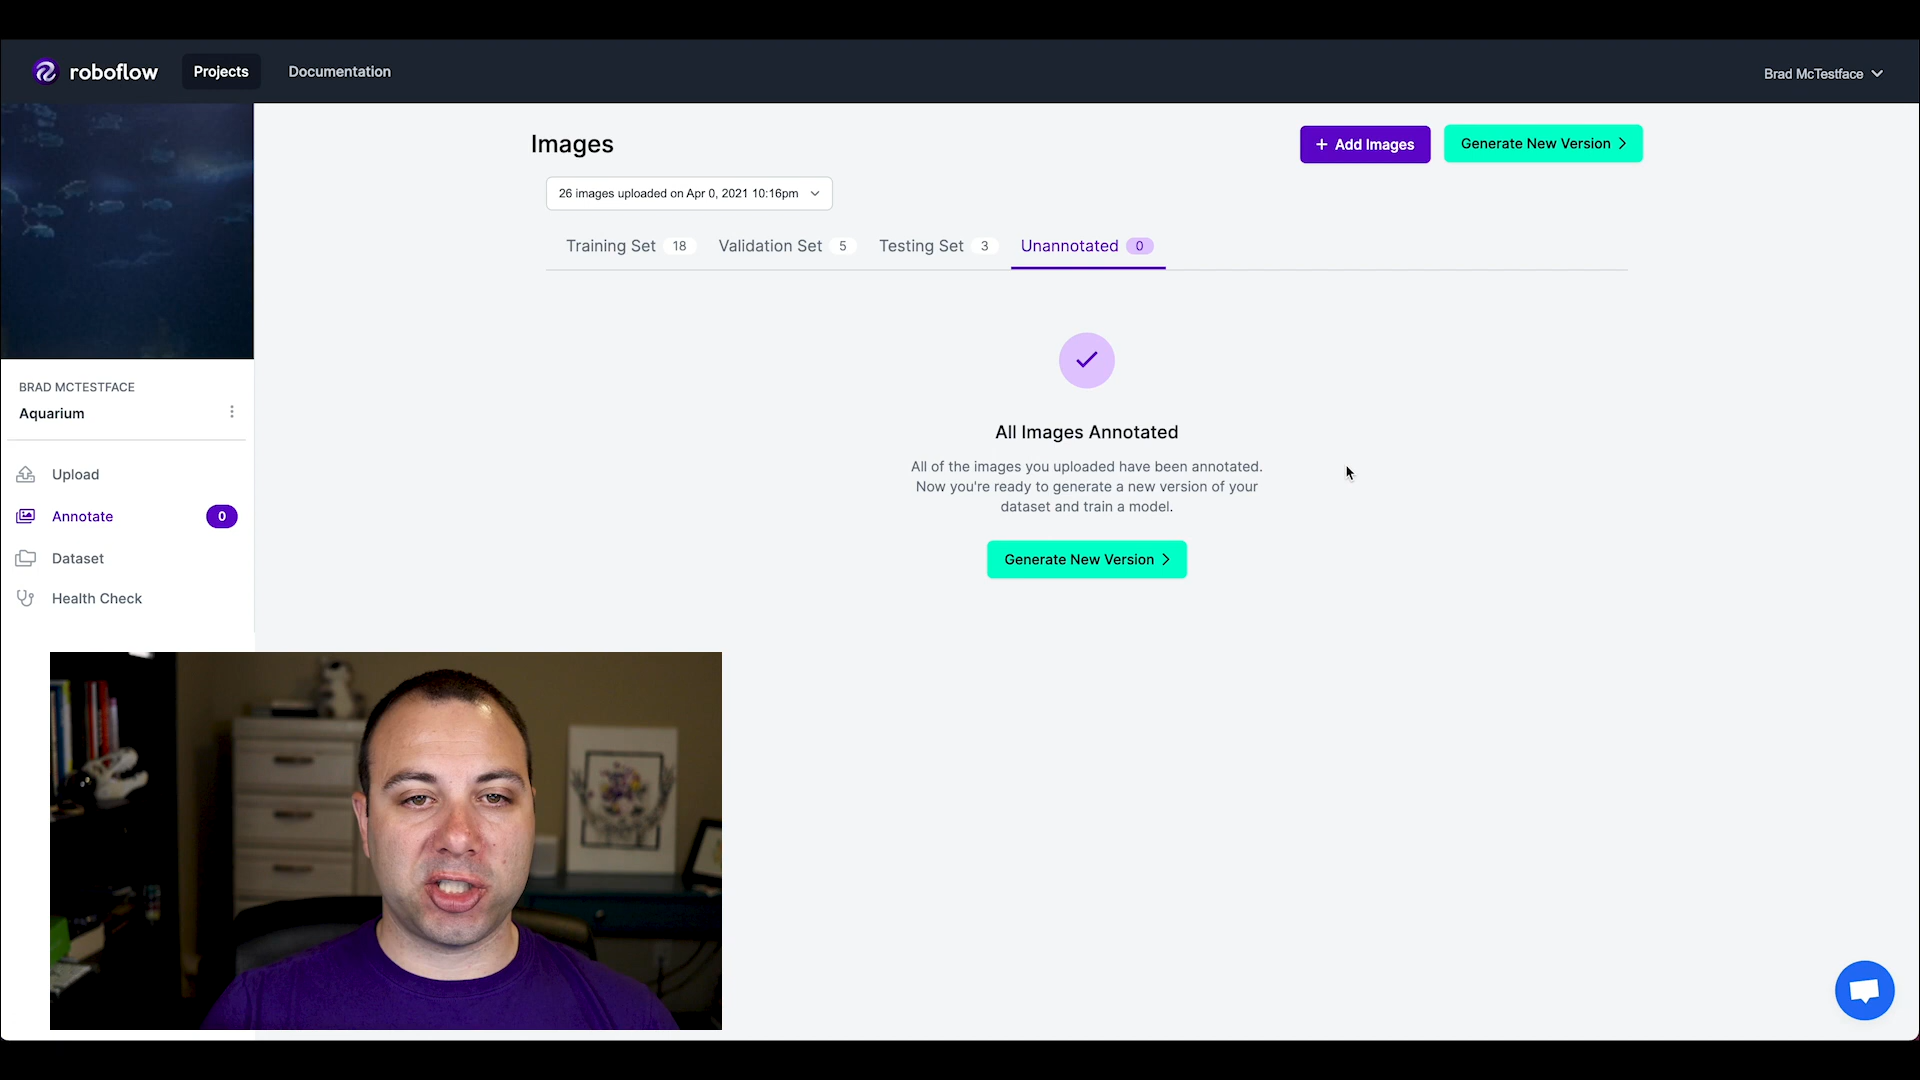 roboflow
Projects
Documentation
Brad McTestface
Images
+ Add Images
Generate New Version
26 images uploaded on Apr 0, 2021 10:16pm
Training Set 18
Validation Set 5
Testing Set 3
Unannotated 0
All Images Annotated
All of the images you uploaded have been annotated.
Now you're ready to generate a new version of your
dataset and train a model.
Generate New Version
BRAD MCTESTFACE
Aquarium
Upload
Annotate 0
Dataset
Health Check